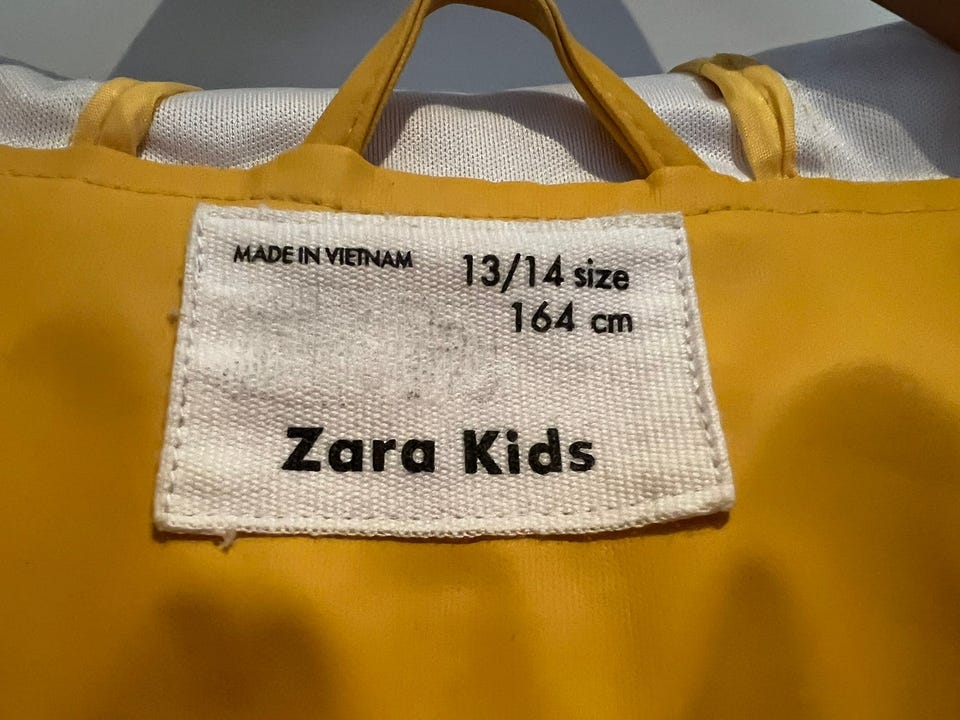 MADE IN VIETNAM
13/14 size
164 cm
Zara Kids